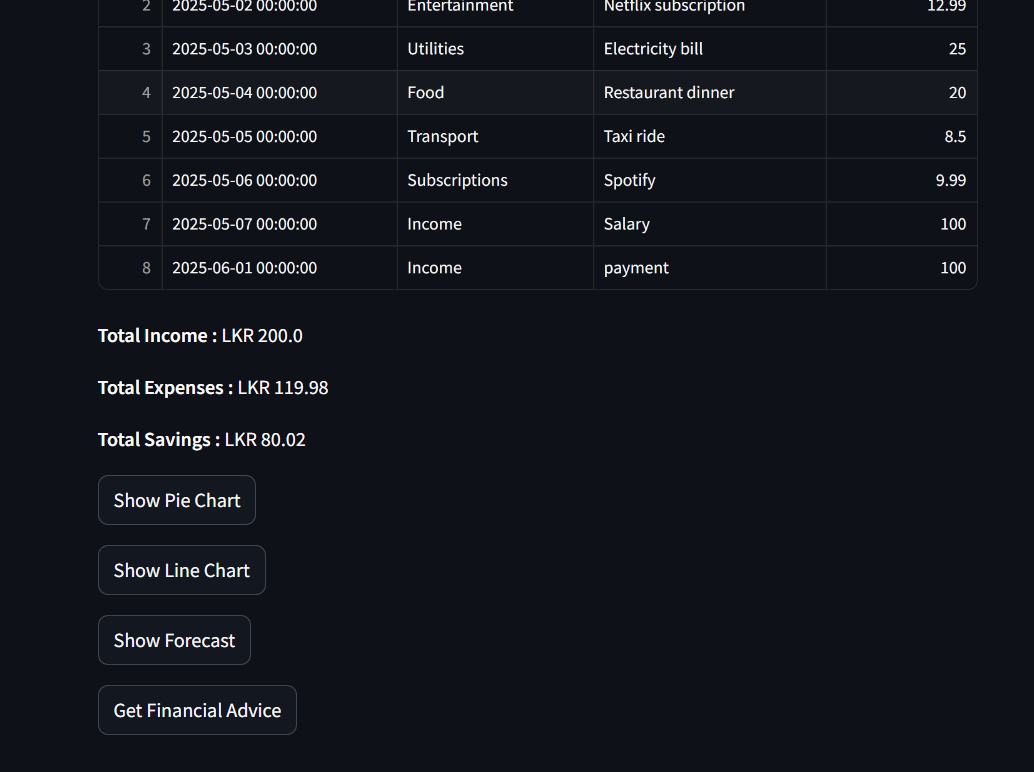 2 2025-05-02 00:00:00 Entertainment Netflix subscription 12.99
3 2025-05-03 00:00:00 Utilities Electricity bill 25
4 2025-05-04 00:00:00 Food Restaurant dinner 20
5 2025-05-05 00:00:00 Transport Taxi ride 8.5
6 2025-05-06 00:00:00 Subscriptions Spotify 9.99
7 2025-05-07 00:00:00 Income Salary 100
8 2025-06-01 00:00:00 Income payment 100
Total Income : LKR 200.0
Total Expenses : LKR 119.98
Total Savings : LKR 80.02
Show Pie Chart
Show Line Chart
Show Forecast
Get Financial Advice